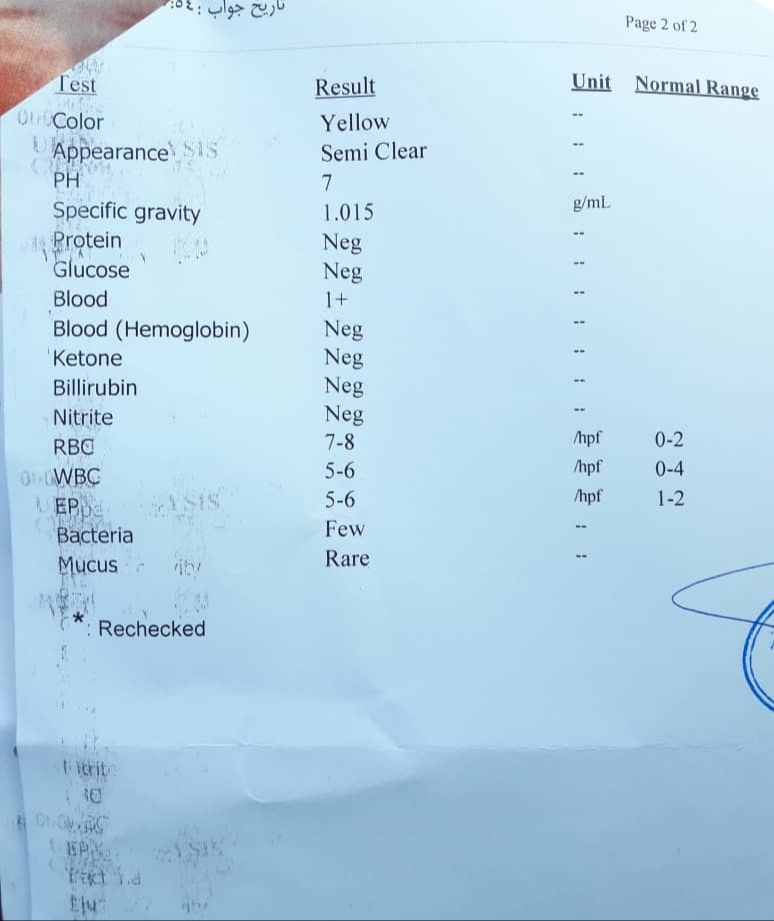 تاریخ جواب :
Page 2 of 2
Test Result Unit Normal Range
Color Yellow --
Appearance Semi Clear --
PH 7 --
Specific gravity 1.015 g/mL
Protein Neg --
Glucose Neg --
Blood 1+ --
Blood (Hemoglobin) Neg --
Ketone Neg --
Billirubin Neg --
Nitrite Neg --
RBC 7-8 /hpf 0-2
WBC 5-6 /hpf 0-4
EP 5-6 /hpf 1-2
Bacteria Few --
Mucus Rare --
*: Rechecked